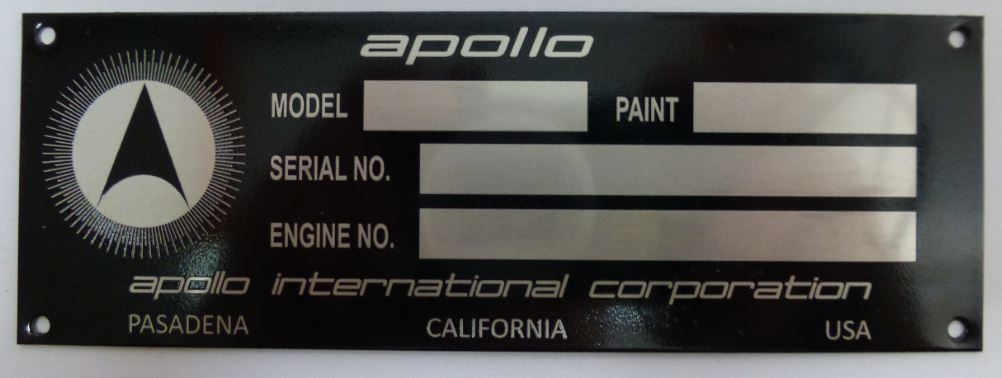 apollo
MODEL PAINT
SERIAL NO.
ENGINE NO.
apollo international corporation
PASADENA CALIFORNIA USA